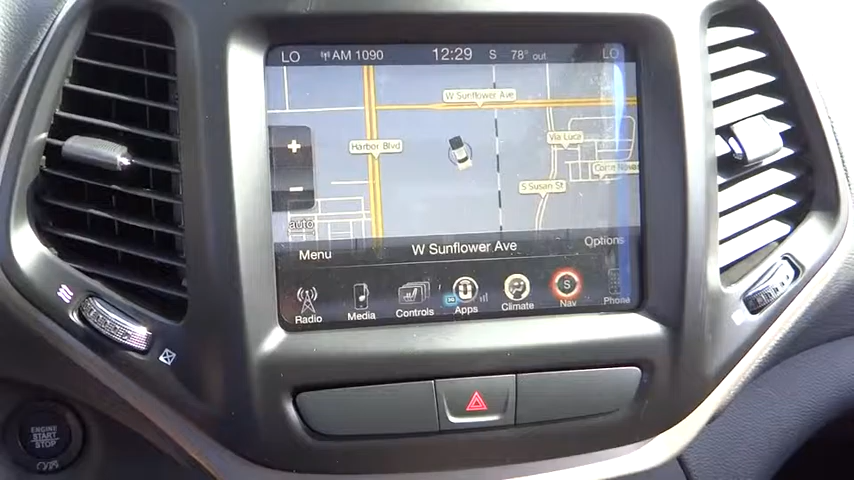 LO AM 1090 12:29 S 78° out LO
W Sunflower Ave
Harbor Blvd
Via Luca
S Susan St
auto
Menu W Sunflower Ave Options
Radio Media Controls Apps Climate Nav Phone
3G
S
ENGINE
START
STOP